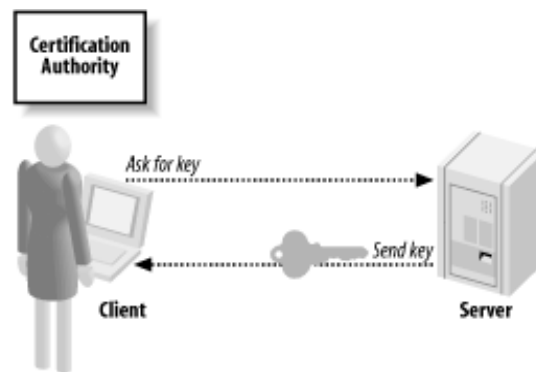 Certification
Authority
Ask for key
Send key
Client
Server